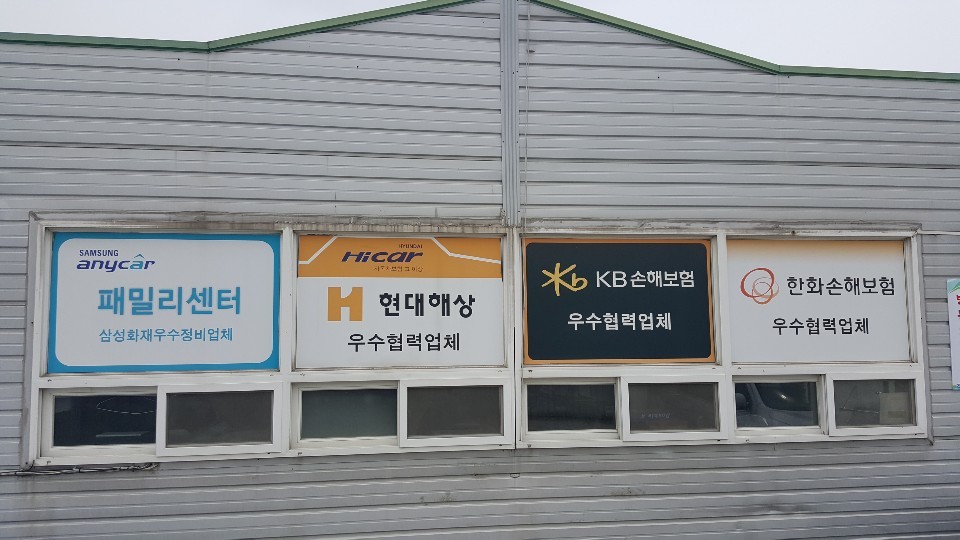 SAMSUNG
anycar
패밀리센터
삼성화재우수정비업체
HYUNDAI
Hicar
현대해상
우수협력업체
Kb KB손해보험
우수협력업체
한화손해보험
우수협력업체